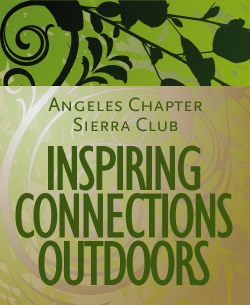 Angeles Chapter
Sierra Club
INSPIRING
CONNECTIONS
OUTDOORS